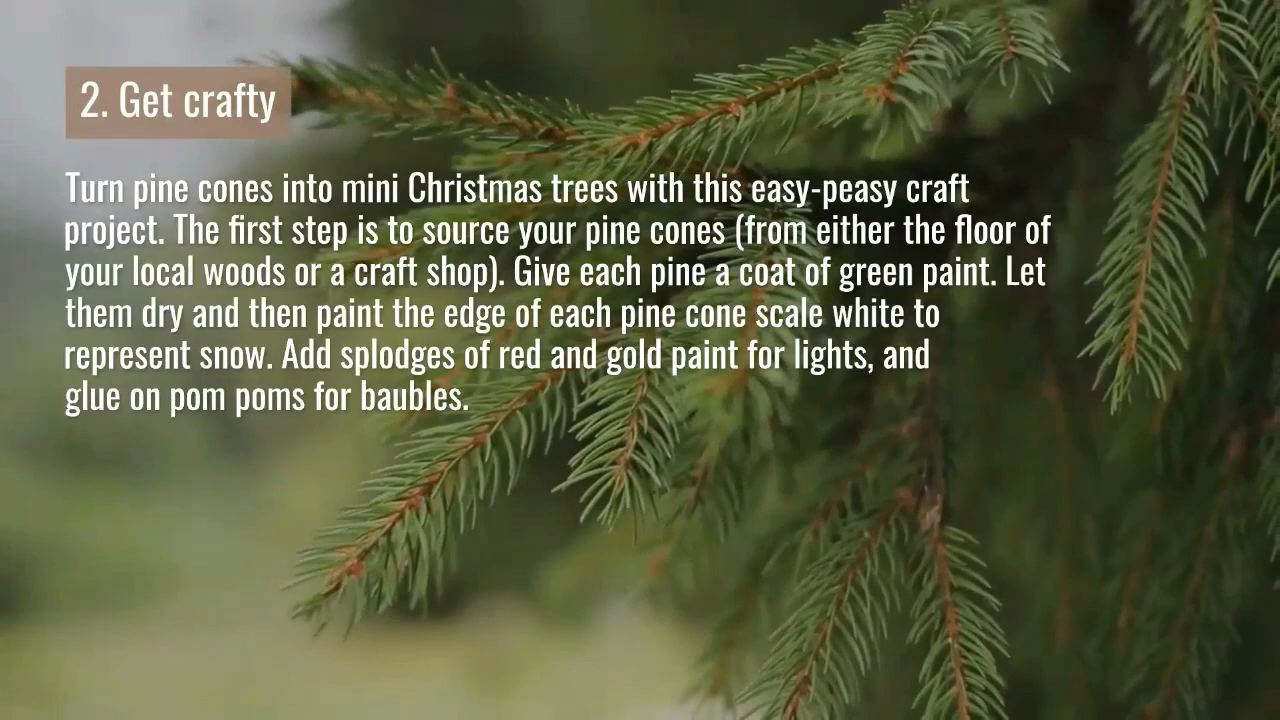 2. Get crafty
Turn pine cones into mini Christmas trees with this easy-peasy craft
project. The first step is to source your pine cones (from either the floor of
your local woods or a craft shop). Give each pine a coat of green paint. Let
them dry and then paint the edge of each pine cone scale white to
represent snow. Add splodges of red and gold paint for lights, and
glue on pom poms for baubles.